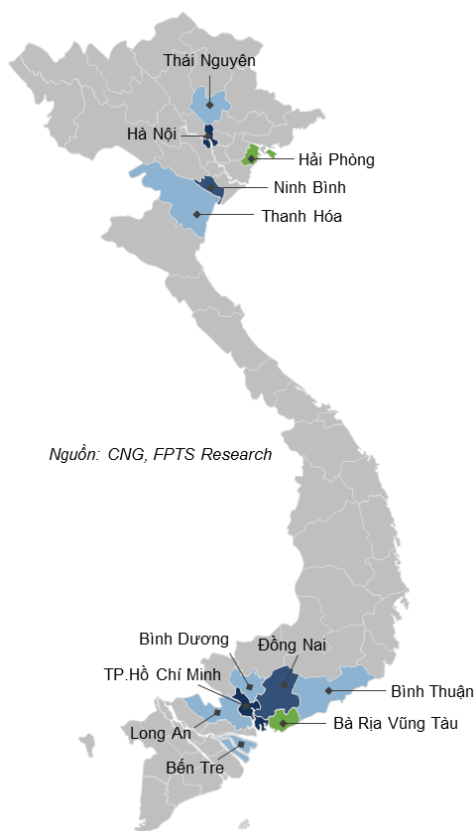 Thái Nguyên
Hà Nội
Hải Phòng
Ninh Bình
Thanh Hóa
Nguồn: CNG, FPTS Research
Bình Dương
Đồng Nai
TP.Hồ Chí Minh
Bình Thuận
Bà Rịa Vũng Tàu
Long An
Bến Tre